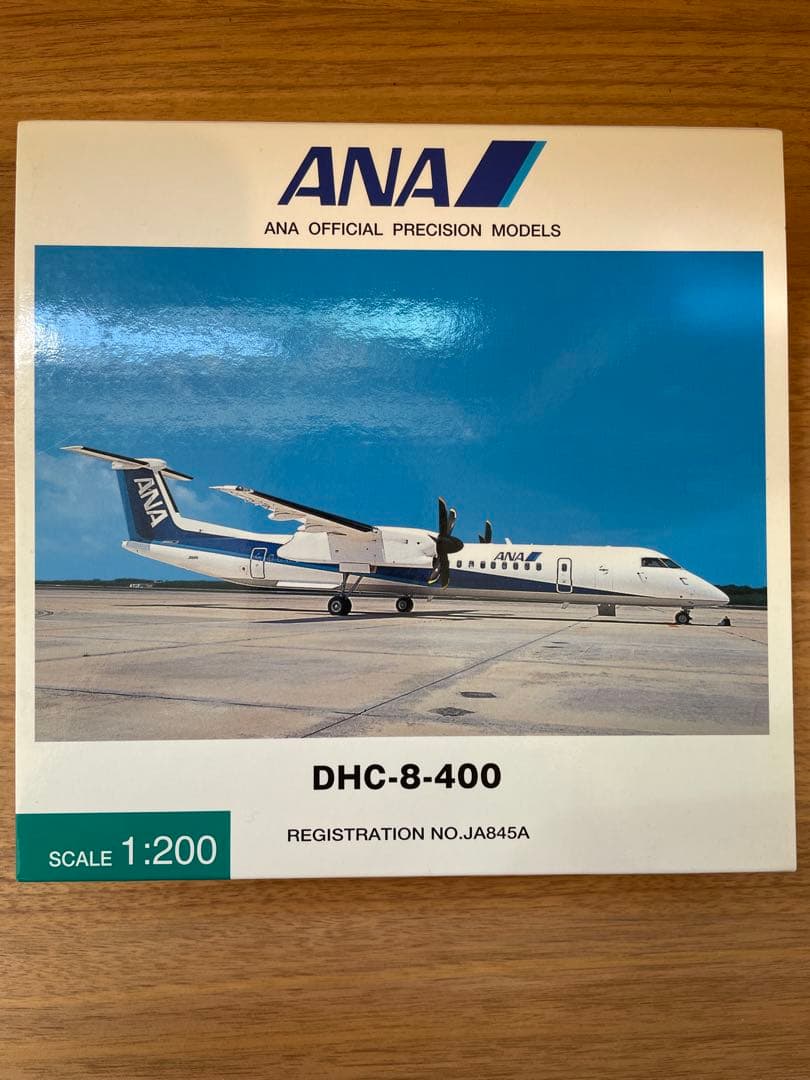 ANA
ANA OFFICIAL PRECISION MODELS
ANA
ANA
DHC-8-400
REGISTRATION NO.JA845A
SCALE 1:200